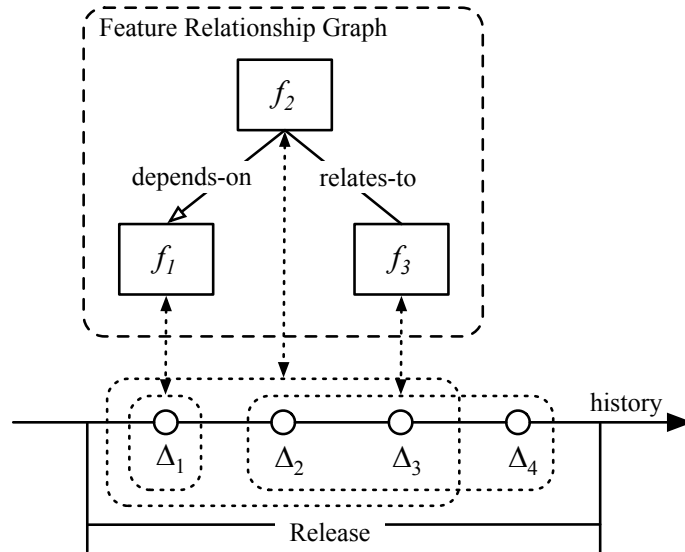 Feature Relationship Graph
f2
depends-on
relates-to
f1
f3
history
Δ1
Δ2
Δ3
Δ4
Release